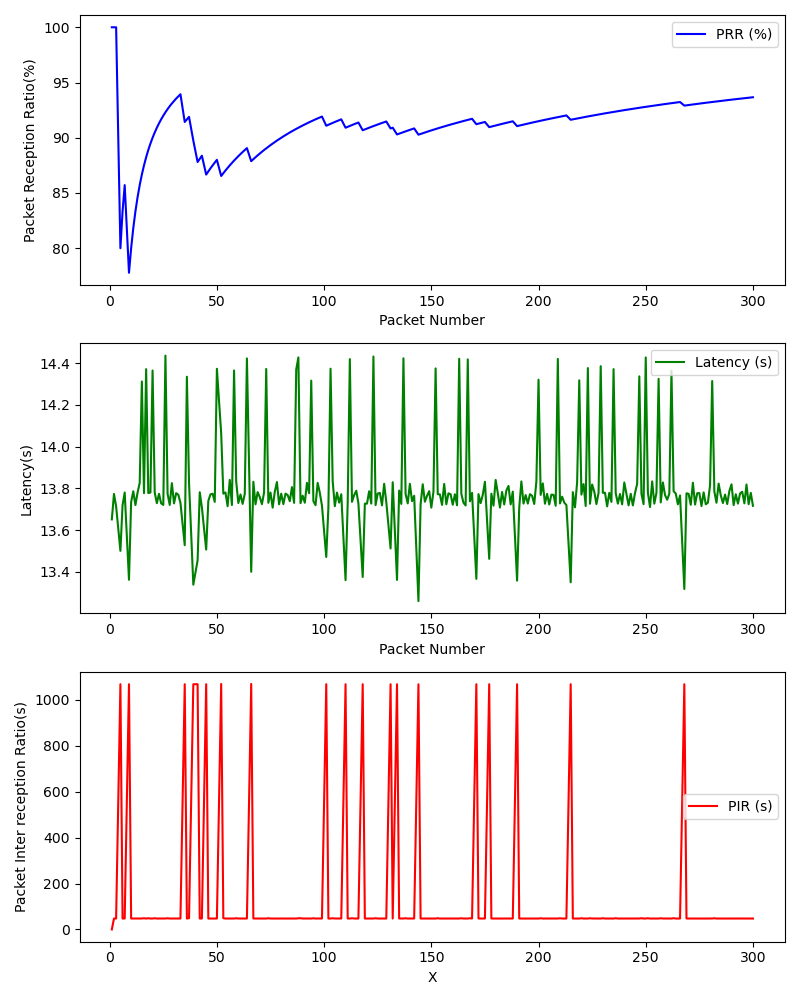 100
95
90
85
80
Packet Reception Ratio(%)
PRR (%)
0 50 100 150 200 250 300
Packet Number
14.4
14.2
14.0
13.8
13.6
13.4
Latency(s)
Latency (s)
0 50 100 150 200 250 300
Packet Number
1000
800
600
400
200
0
Packet Inter reception Ratio(s)
PIR (s)
0 50 100 150 200 250 300
X